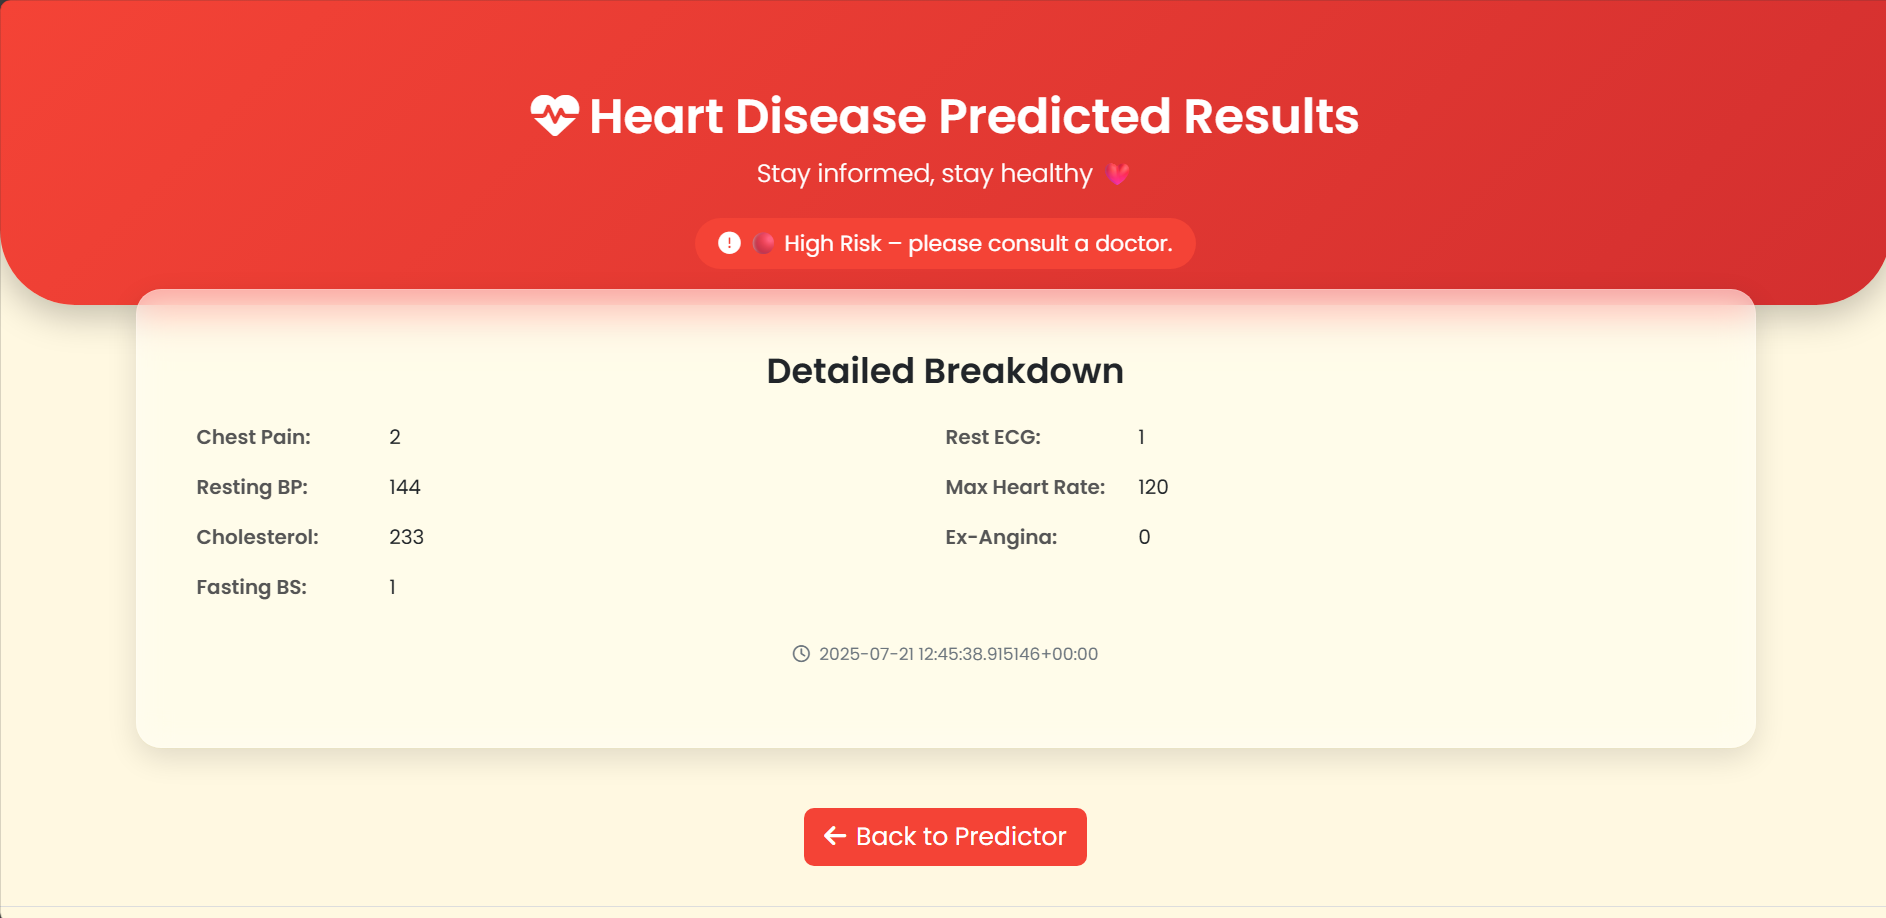 Heart Disease Predicted Results
Stay informed, stay healthy 💓
🔴 High Risk – please consult a doctor.
Detailed Breakdown
Chest Pain: 2
Resting BP: 144
Cholesterol: 233
Fasting BS: 1
Rest ECG: 1
Max Heart Rate: 120
Ex-Angina: 0
2025-07-21 12:45:38.915146+00:00
Back to Predictor